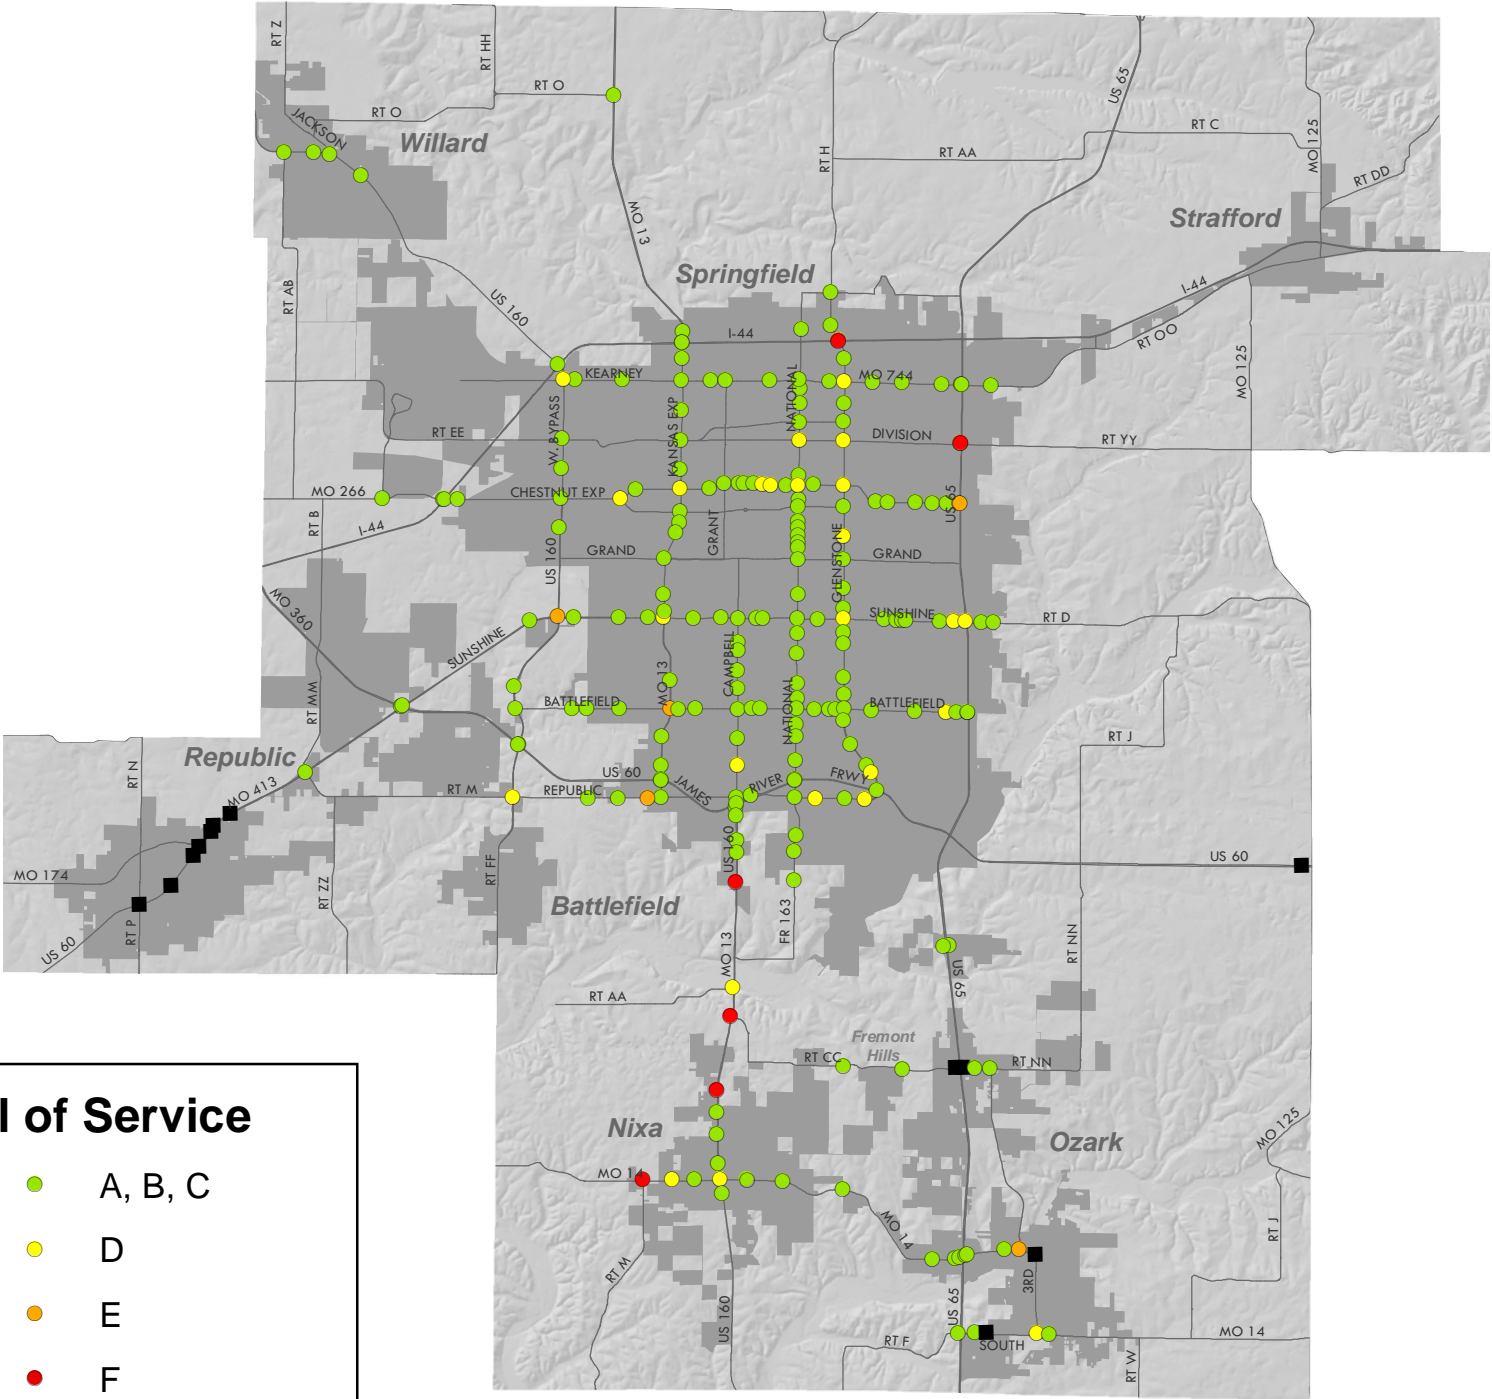 RT Z
RT HH
RT O
RT O
JACKSON
Willard
MO 13
RT H
US 65
RT C
RT AA
MO 125
RT DD
Strafford
Springfield
RT AB
US 160
I-44
I-44
RT OO
MO 125
KEARNEY
NATIONAL
MO 744
W. BYPASS
KANSAS EXP
RT EE
DIVISION
RT YY
MO 266
CHESTNUT EXP
US 65
RT B
I-44
GRANT
GLENSTONE
US 160
GRAND
GRAND
MO 360
SUNSHINE
RT D
SUNSHINE
CAMPBELL
MO 13
RT MM
BATTLEFIELD
NATIONAL
BATTLEFIELD
RT J
Republic
RT N
MO 413
US 60
JAMES
RIVER
FRWY
RT M
REPUBLIC
US 160
US 60
MO 174
RT FF
RT ZZ
Battlefield
RT P
FR 163
US 60
MO 13
RT NN
US 65
RT AA
Fremont
Hills
RT CC
RT NN
Nixa
Ozark
MO 125
MO 14
MO 14
RT J
RT M
3RD
US 160
US 65
SOUTH
MO 14
RT F
RT W
l of Service
A, B, C
D
E
F